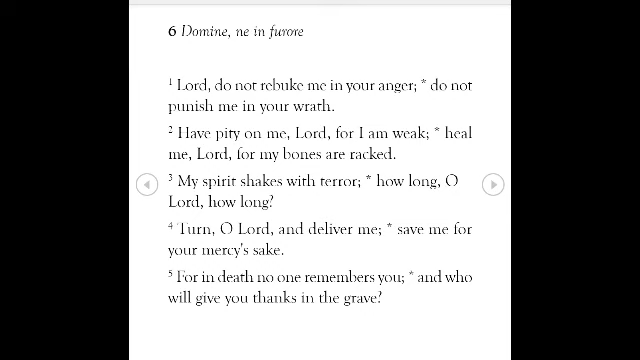 6 Domine, ne in furore
1 Lord, do not rebuke me in your anger; * do not
punish me in your wrath.
2 Have pity on me, Lord, for I am weak; * heal
me, Lord, for my bones are racked.
3 My spirit shakes with terror; * how long, O
Lord, how long?
4 Turn, O Lord, and deliver me; * save me for
your mercy's sake.
5 For in death no one remembers you; * and who
will give you thanks in the grave?